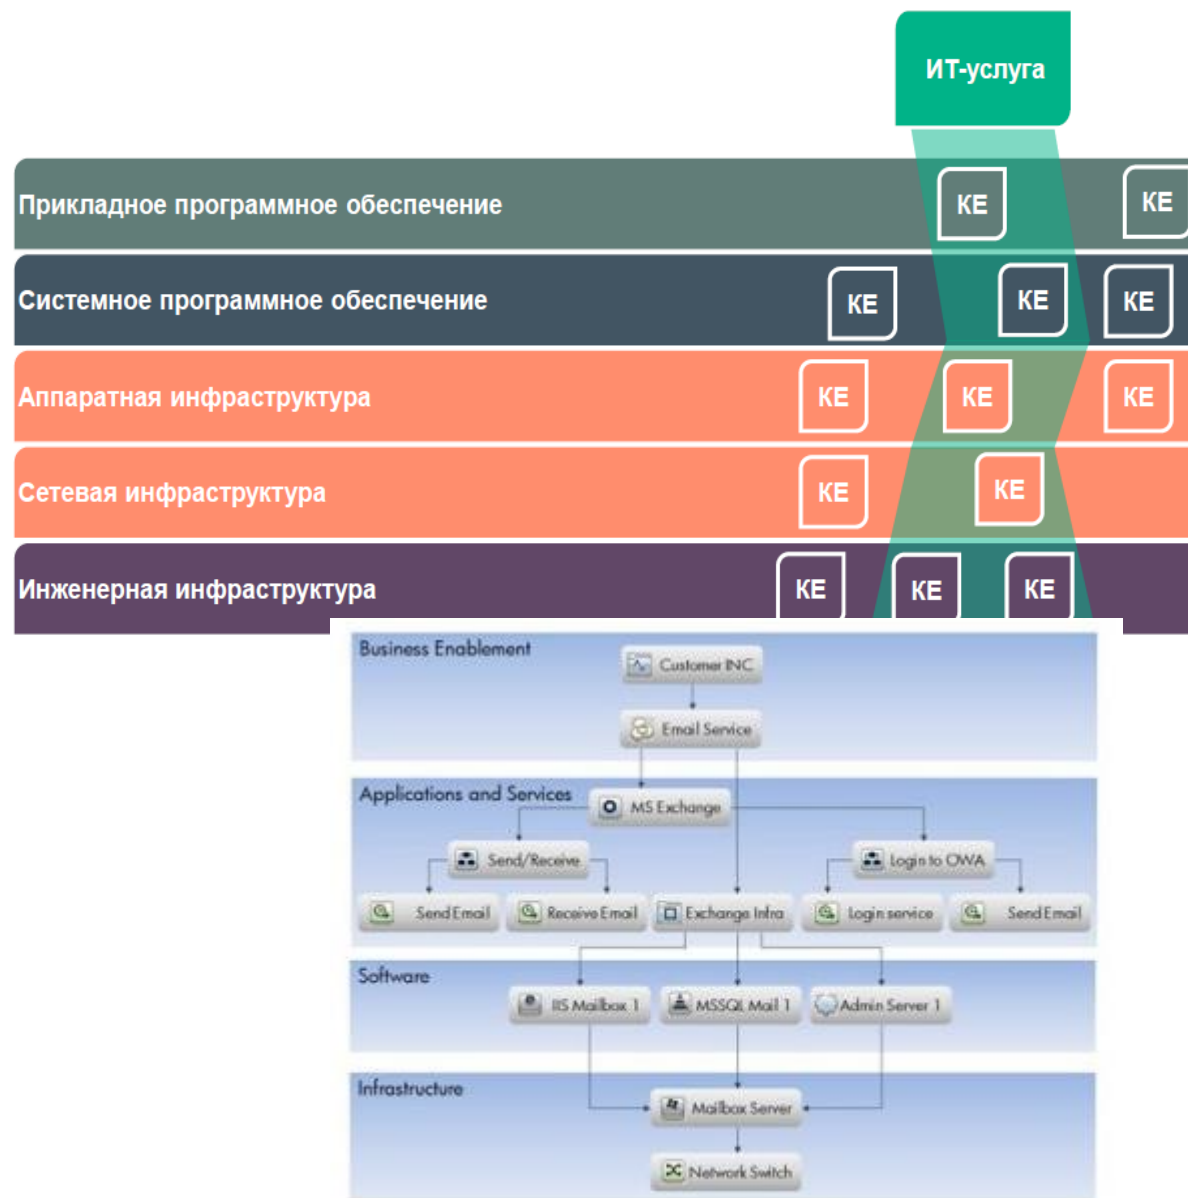 ИТ-услуга
Прикладное программное обеспечение
КЕ
КЕ
Системное программное обеспечение
КЕ
КЕ
КЕ
Аппаратная инфраструктура
КЕ
КЕ
КЕ
Сетевая инфраструктура
КЕ
КЕ
Инженерная инфраструктура
КЕ
КЕ
КЕ
Business Enablement
Customer INC
Email Service
Applications and Services
MS Exchange
Send/Receive
Login to OWA
Send Email
Receive Email
Exchange Infra
Login service
Send Email
Software
IIS Mailbox 1
MSSQL Mail 1
Admin Server 1
Infrastructure
Mailbox Server
Network Switch